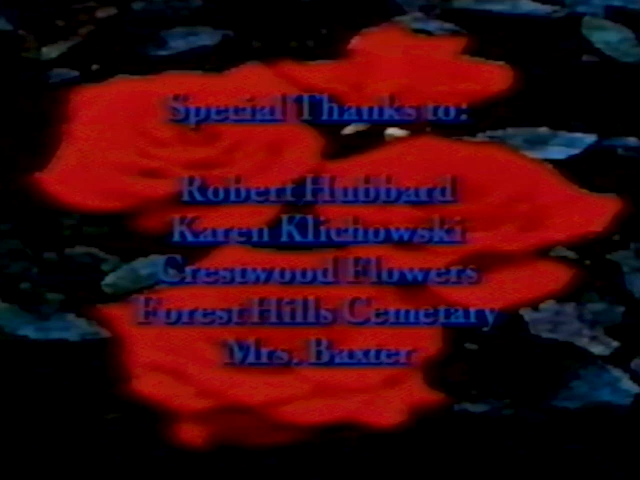 Special Thanks to:
Robert Hubbard
Karen Klichowski
Crestwood Flowers
Forest Hills Cemetary
Mrs. Baxter